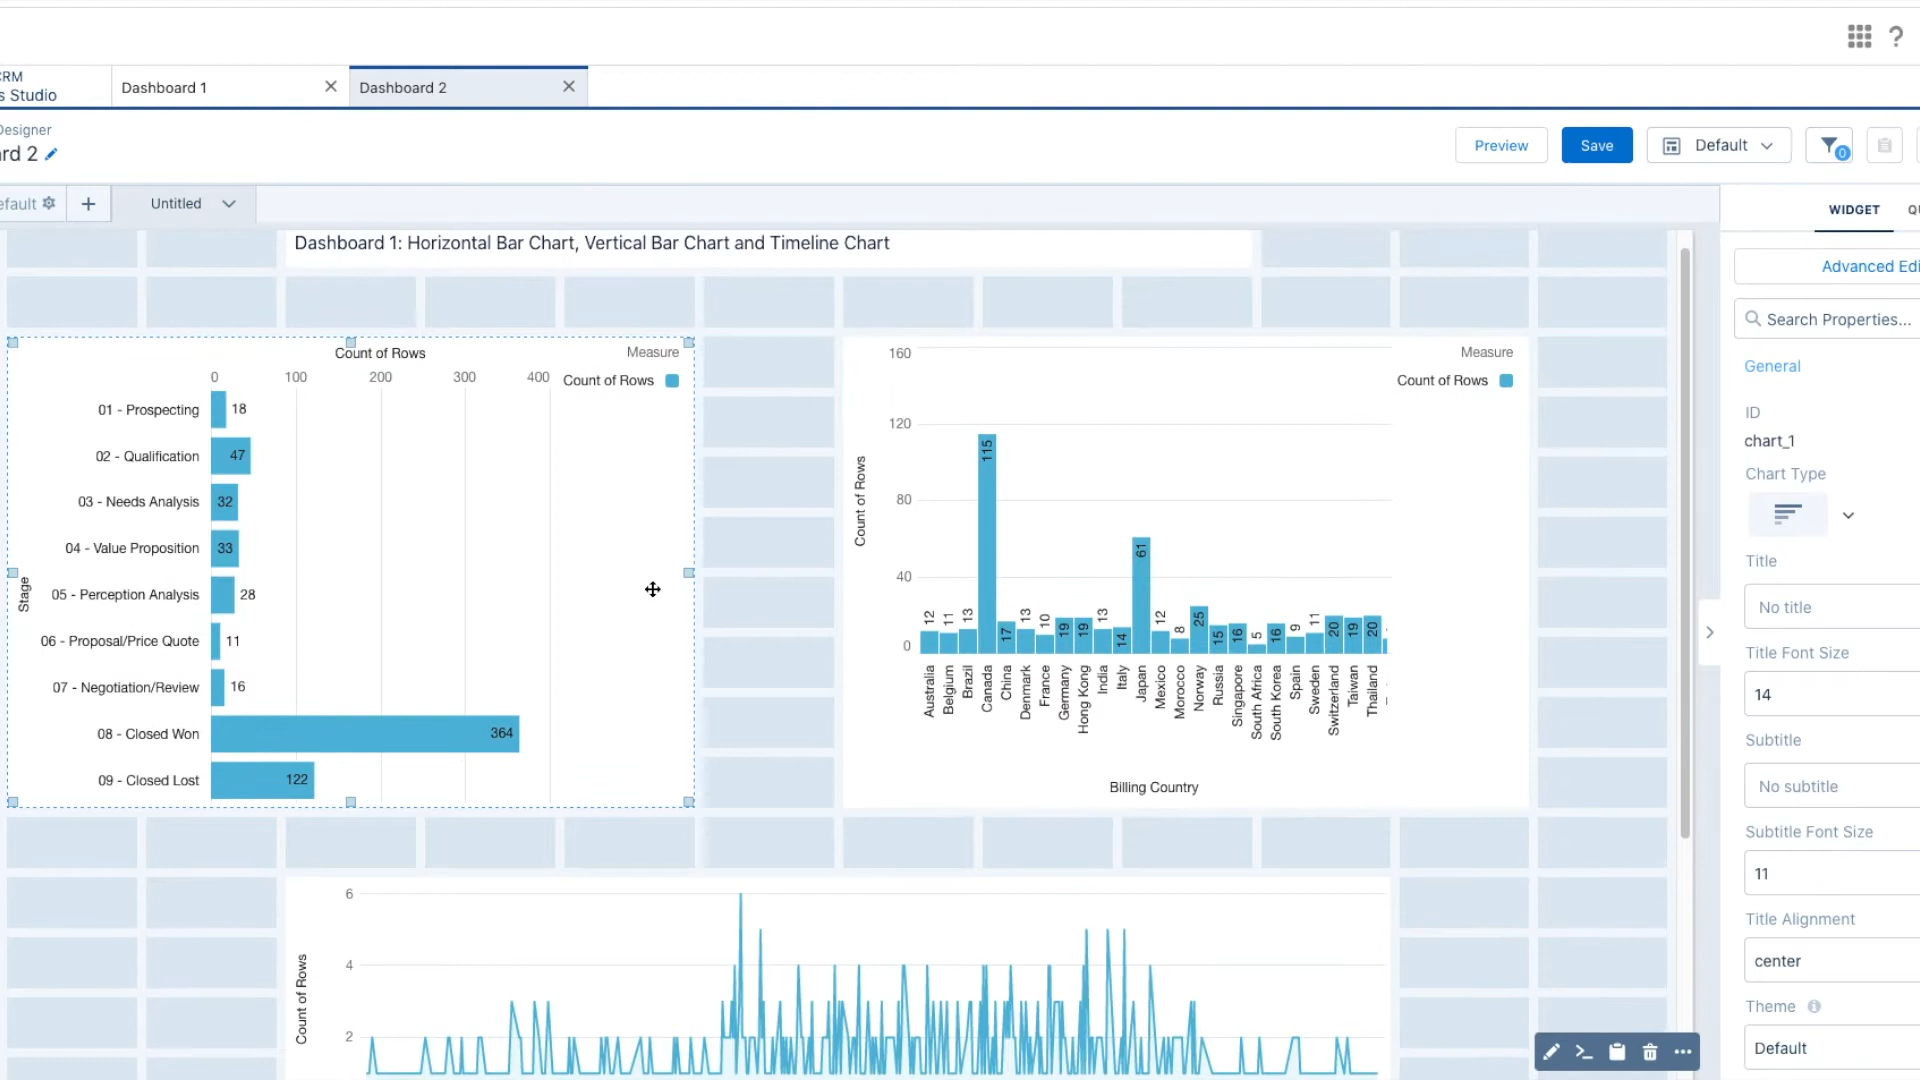 CRM
s Studio
Dashboard 1
Dashboard 2
Designer
rd 2
Preview
Save
Default
0
efault
Untitled
WIDGET
Dashboard 1: Horizontal Bar Chart, Vertical Bar Chart and Timeline Chart
Advanced Edi
Search Properties...
Count of Rows
Measure
0 100 200 300 400
Count of Rows
Stage
01 - Prospecting 18
02 - Qualification 47
03 - Needs Analysis 32
04 - Value Proposition 33
05 - Perception Analysis 28
06 - Proposal/Price Quote 11
07 - Negotiation/Review 16
08 - Closed Won 364
09 - Closed Lost 122
Measure
Count of Rows
160
120
80
40
0
Count of Rows
12 11 13 115 17 13 10 19 19 13 14 61 12 8 25 15 16 5 16 9 11 20 19 20
Australia
Belgium
Brazil
Canada
China
Denmark
France
Germany
Hong Kong
India
Italy
Japan
Mexico
Morocco
Norway
Russia
Singapore
South Africa
South Korea
Spain
Sweden
Switzerland
Taiwan
Thailand
Billing Country
6
4
2
Count of Rows
General
ID
chart_1
Chart Type
Title
No title
Title Font Size
14
Subtitle
No subtitle
Subtitle Font Size
11
Title Alignment
center
Theme
Default